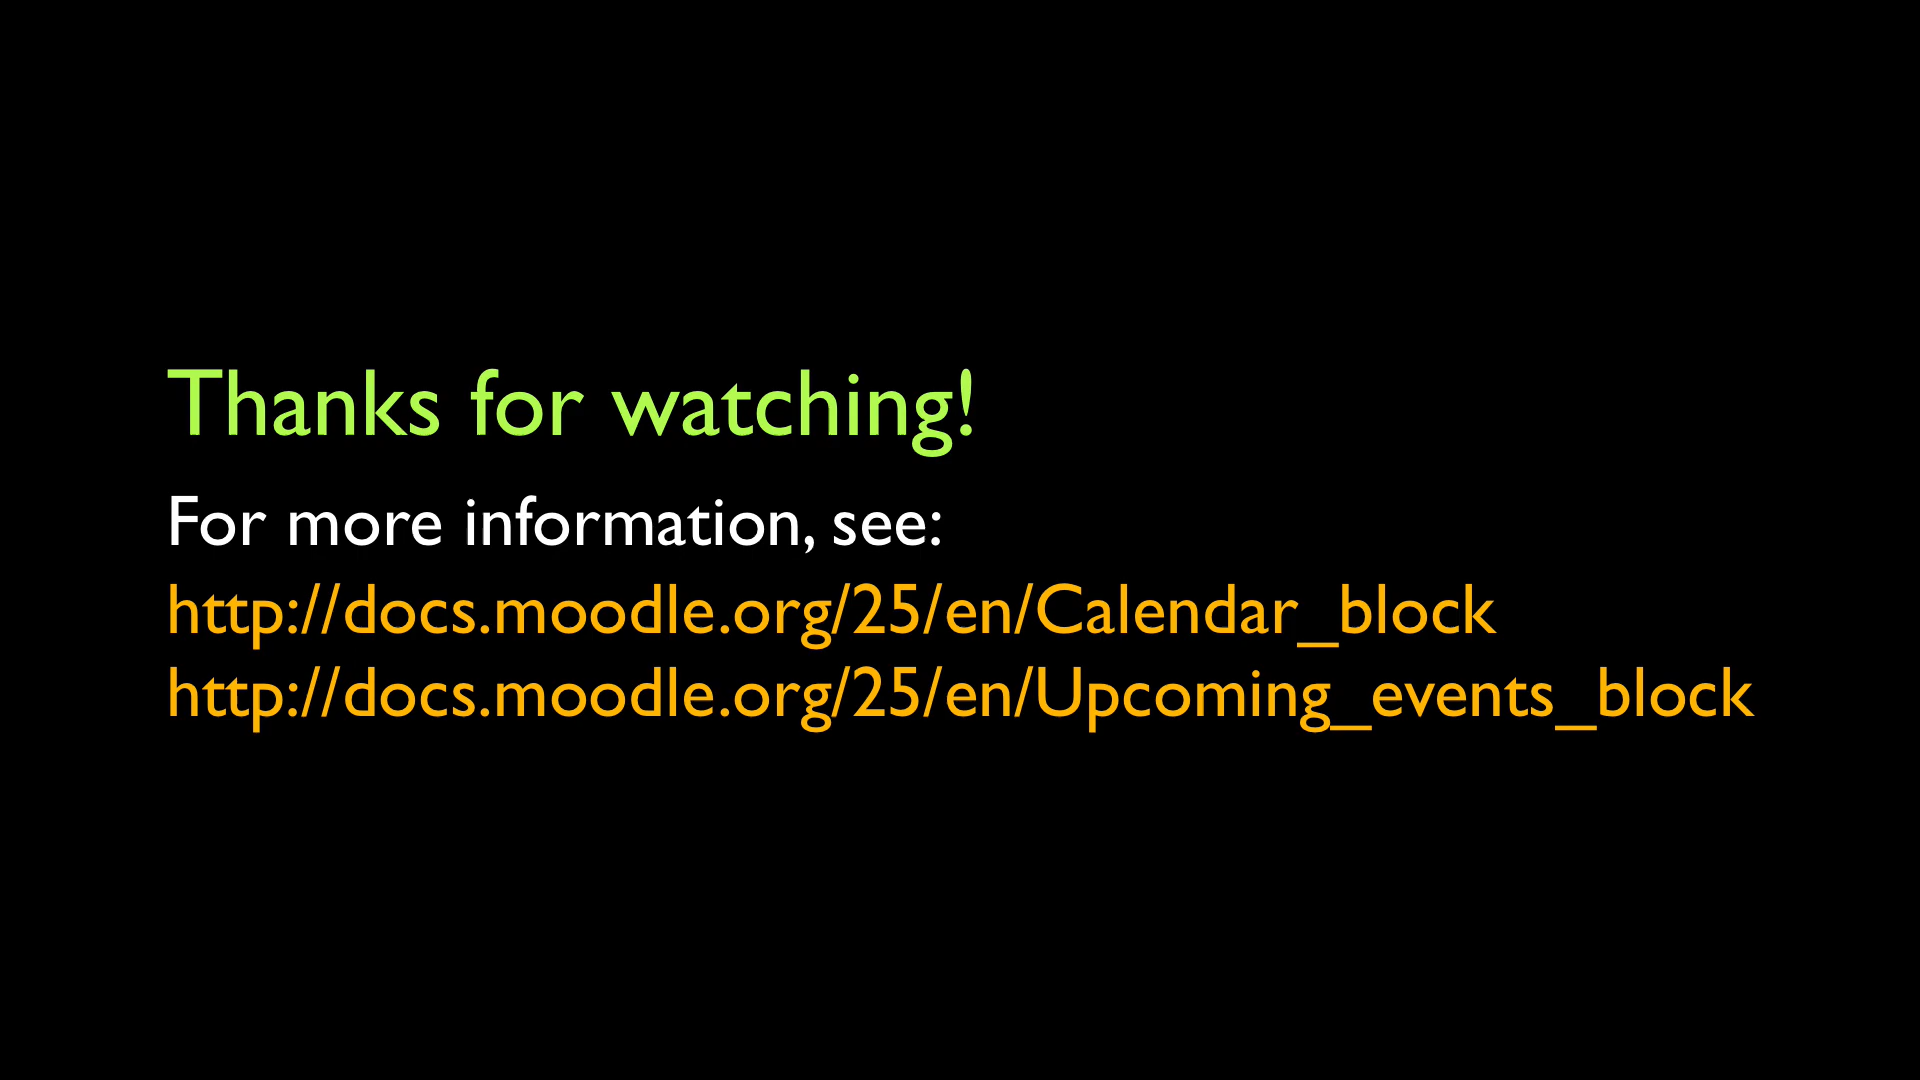 Thanks for watching!
For more information, see:
http://docs.moodle.org/25/en/Calendar_block
http://docs.moodle.org/25/en/Upcoming_events_block